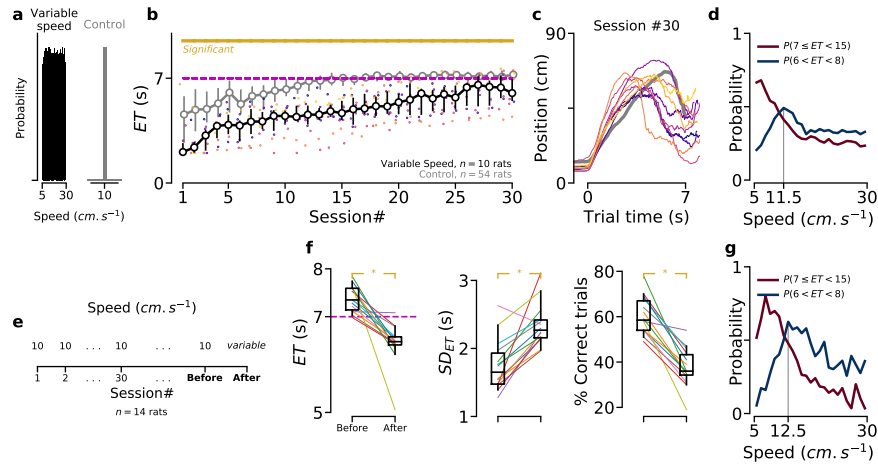 a
Variable
speed
Control
Probability
5
30
10
Speed (cm.s⁻¹)
b
Significant
ET (s)
7
0
1
5
10
15
20
25
30
Session#
Variable Speed, n = 10 rats
Control, n = 54 rats
c
Session #30
Position (cm)
90
0
0
7
Trial time (s)
d
P(7 ≤ ET < 15)
P(6 < ET < 8)
Probability
1
0
5
11.5
30
Speed (cm.s⁻¹)
e
Speed (cm.s⁻¹)
10 10 . . . 10 . . . 10 variable
1 2 . . . 30 . . . Before After
Session#
n = 14 rats
f
*
ET (s)
8
7
5
Before
After
*
SD_ET (s)
3
2
1
*
% Correct trials
80
60
40
20
g
P(7 ≤ ET < 15)
P(6 < ET < 8)
Probability
1
0
5
12.5
30
Speed (cm.s⁻¹)